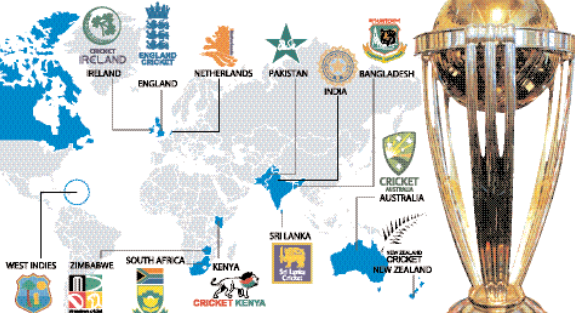 CRICKET
IRELAND
IRELAND
ENGLAND
CRICKET
ENGLAND
NETHERLANDS
PAKISTAN
INDIA
BANGLADESH
CRICKET
AUSTRALIA
AUSTRALIA
NEW ZEALAND
CRICKET
NEW ZEALAND
SRI LANKA
Sri Lanka
Cricket
WEST INDIES
ZIMBABWE
SOUTH AFRICA
KENYA
CRICKET KENYA